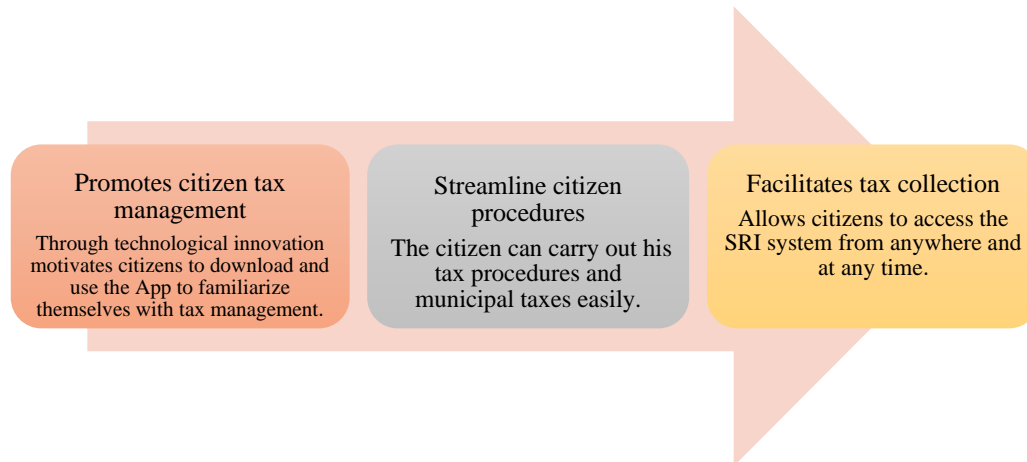 Promotes citizen tax
management
Through technological innovation
motivates citizens to download and
use the App to familiarize
themselves with tax management.
Streamline citizen
procedures
The citizen can carry out his
tax procedures and
municipal taxes easily.
Facilitates tax collection
Allows citizens to access the
SRI system from anywhere and
at any time.